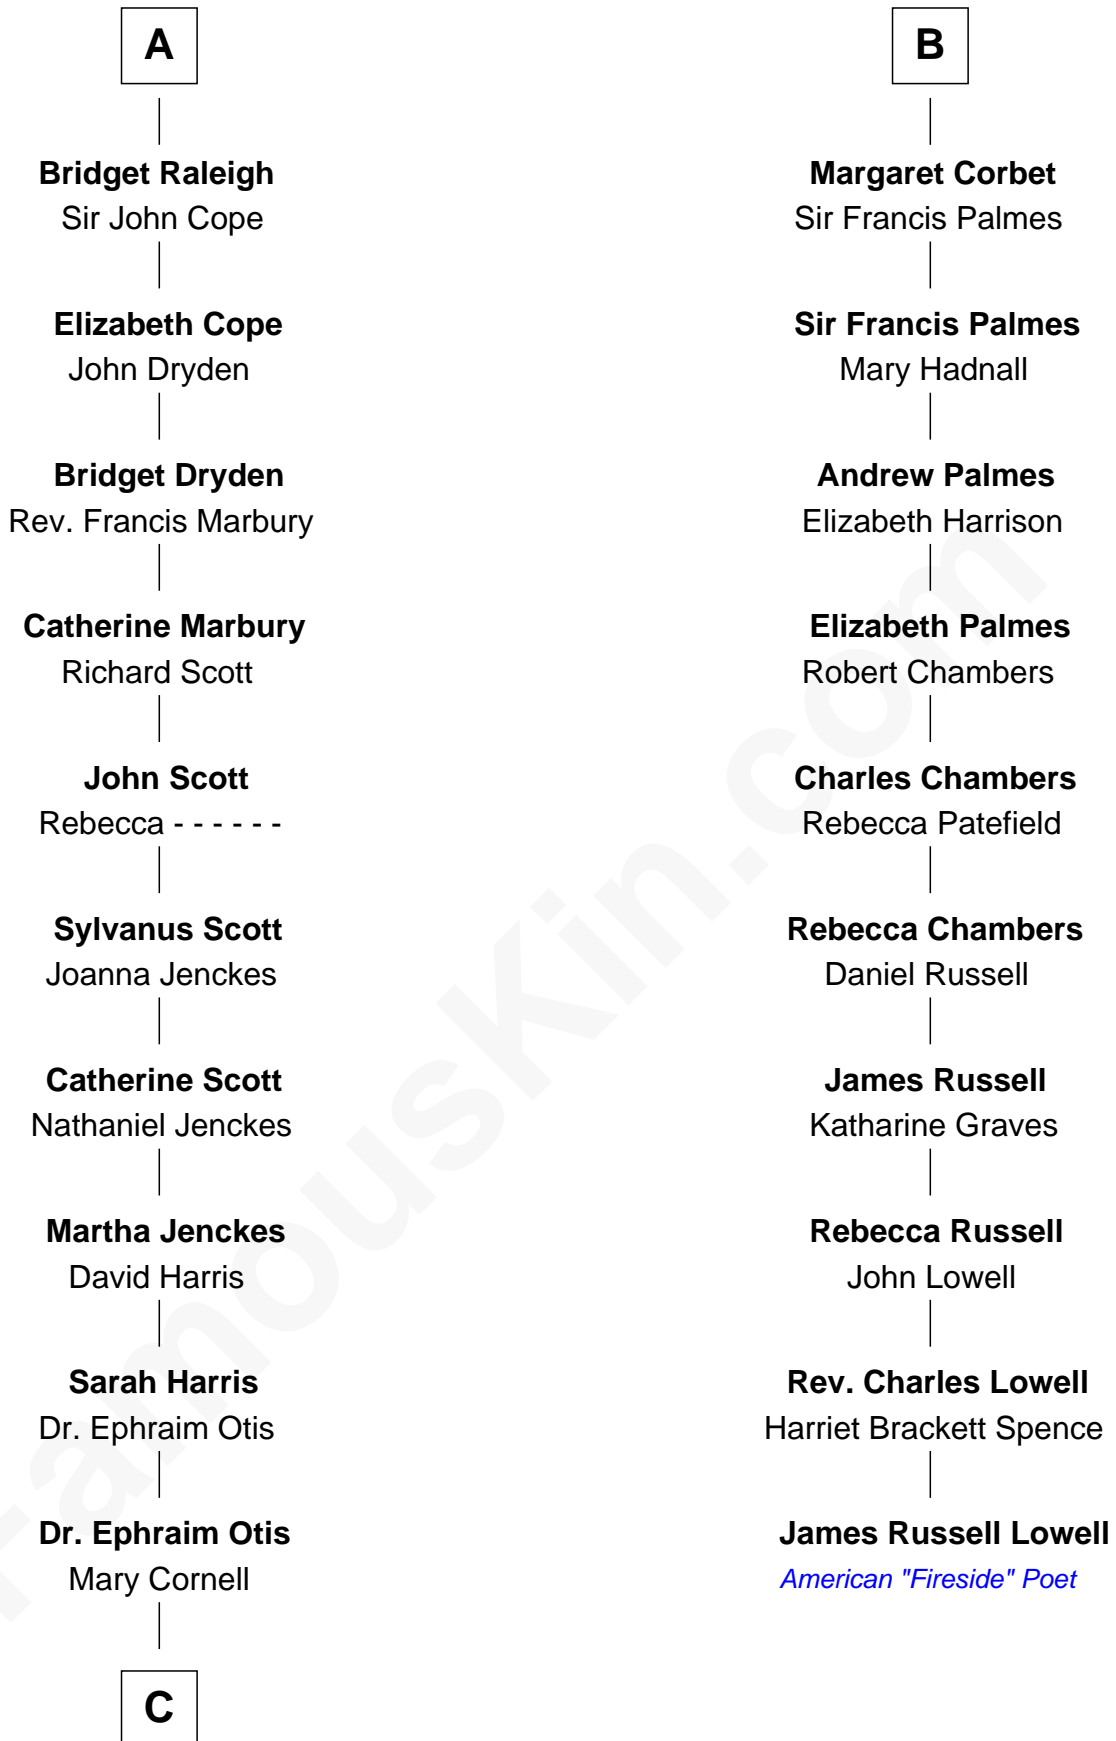 A
Bridget Raleigh
Sir John Cope
Elizabeth Cope
John Dryden
Bridget Dryden
Rev. Francis Marbury
Catherine Marbury
Richard Scott
John Scott
Rebecca - - - - - -
Sylvanus Scott
Joanna Jenckes
Catherine Scott
Nathaniel Jenckes
Martha Jenckes
David Harris
Sarah Harris
Dr. Ephraim Otis
Dr. Ephraim Otis
Mary Cornell
C
B
Margaret Corbet
Sir Francis Palmes
Sir Francis Palmes
Mary Hadnall
Andrew Palmes
Elizabeth Harrison
Elizabeth Palmes
Robert Chambers
Charles Chambers
Rebecca Patefield
Rebecca Chambers
Daniel Russell
James Russell
Katharine Graves
Rebecca Russell
John Lowell
Rev. Charles Lowell
Harriet Brackett Spence
James Russell Lowell
American "Fireside" Poet
FamousKin.com